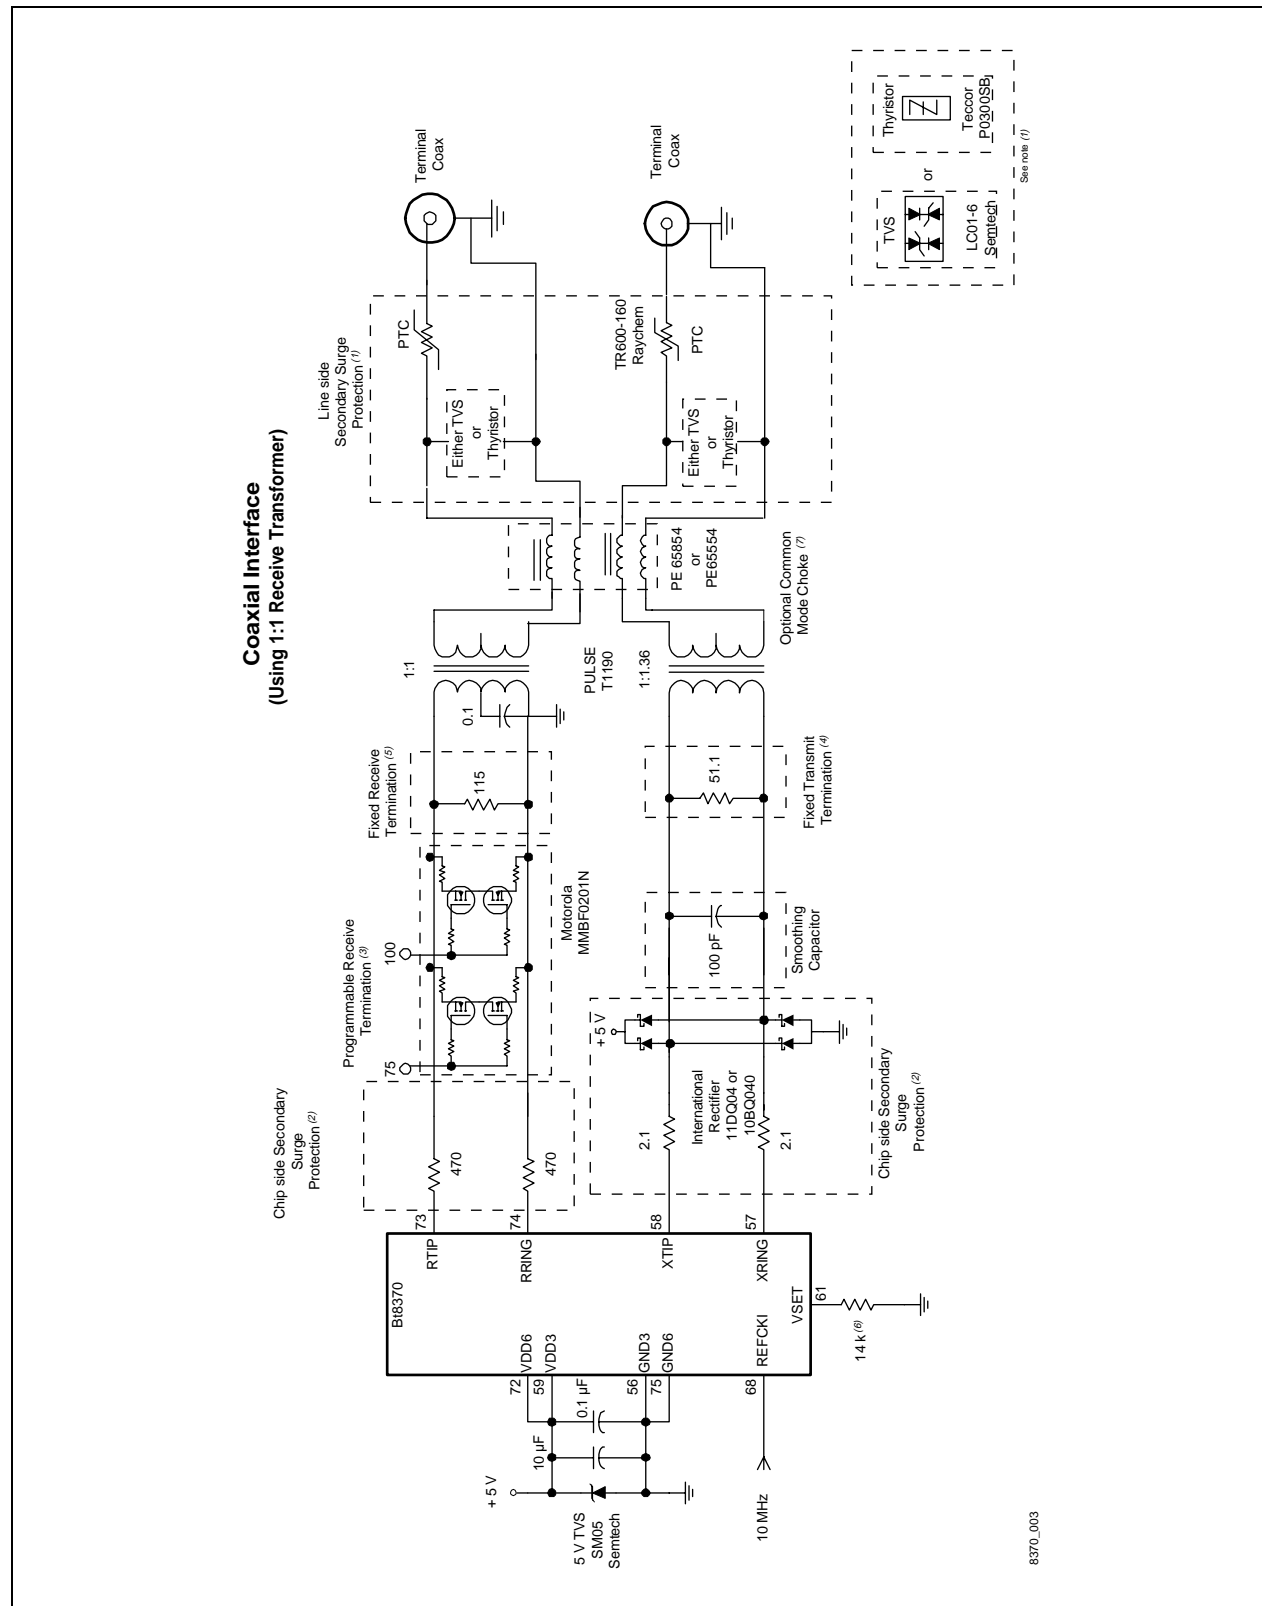 Coaxial Interface
(Using 1:1 Receive Transformer)
Chip side Secondary
Surge
Protection (2)
Programmable Receive
Termination (3)
Fixed Receive
Termination (5)
Line side
Secondary Surge
Protection (1)
Terminal
Coax
Bt8370
RTIP
73
470
75
100
115
0.1
1:1
PTC
Either TVS
or
Thyristor
RRING
74
470
Motorola
MMBF0201N
PULSE
T1190
PE 65854
or
PE65554
TR600-160
Raychem
PTC
Terminal
Coax
+ 5 V
VDD6
72
VDD3
59
10 µF
0.1 µF
5 V TVS
SM05
Semtech
GND3
56
GND6
75
XTIP
58
2.1
International
Rectifier
11DQ04 or
10BQ040
+ 5 V
100 pF
Smoothing
Capacitor
51.1
Fixed Transmit
Termination (4)
1:1.36
Optional Common
Mode Choke (7)
Either TVS
or
Thyristor
XRING
57
2.1
Chip side Secondary
Surge
Protection (2)
REFCKI
68
10 MHz
VSET
61
14 k (6)
TVS
LC01-6
Semtech
or
Thyristor
Teccor
P0300SB
See note (1)
8370_003